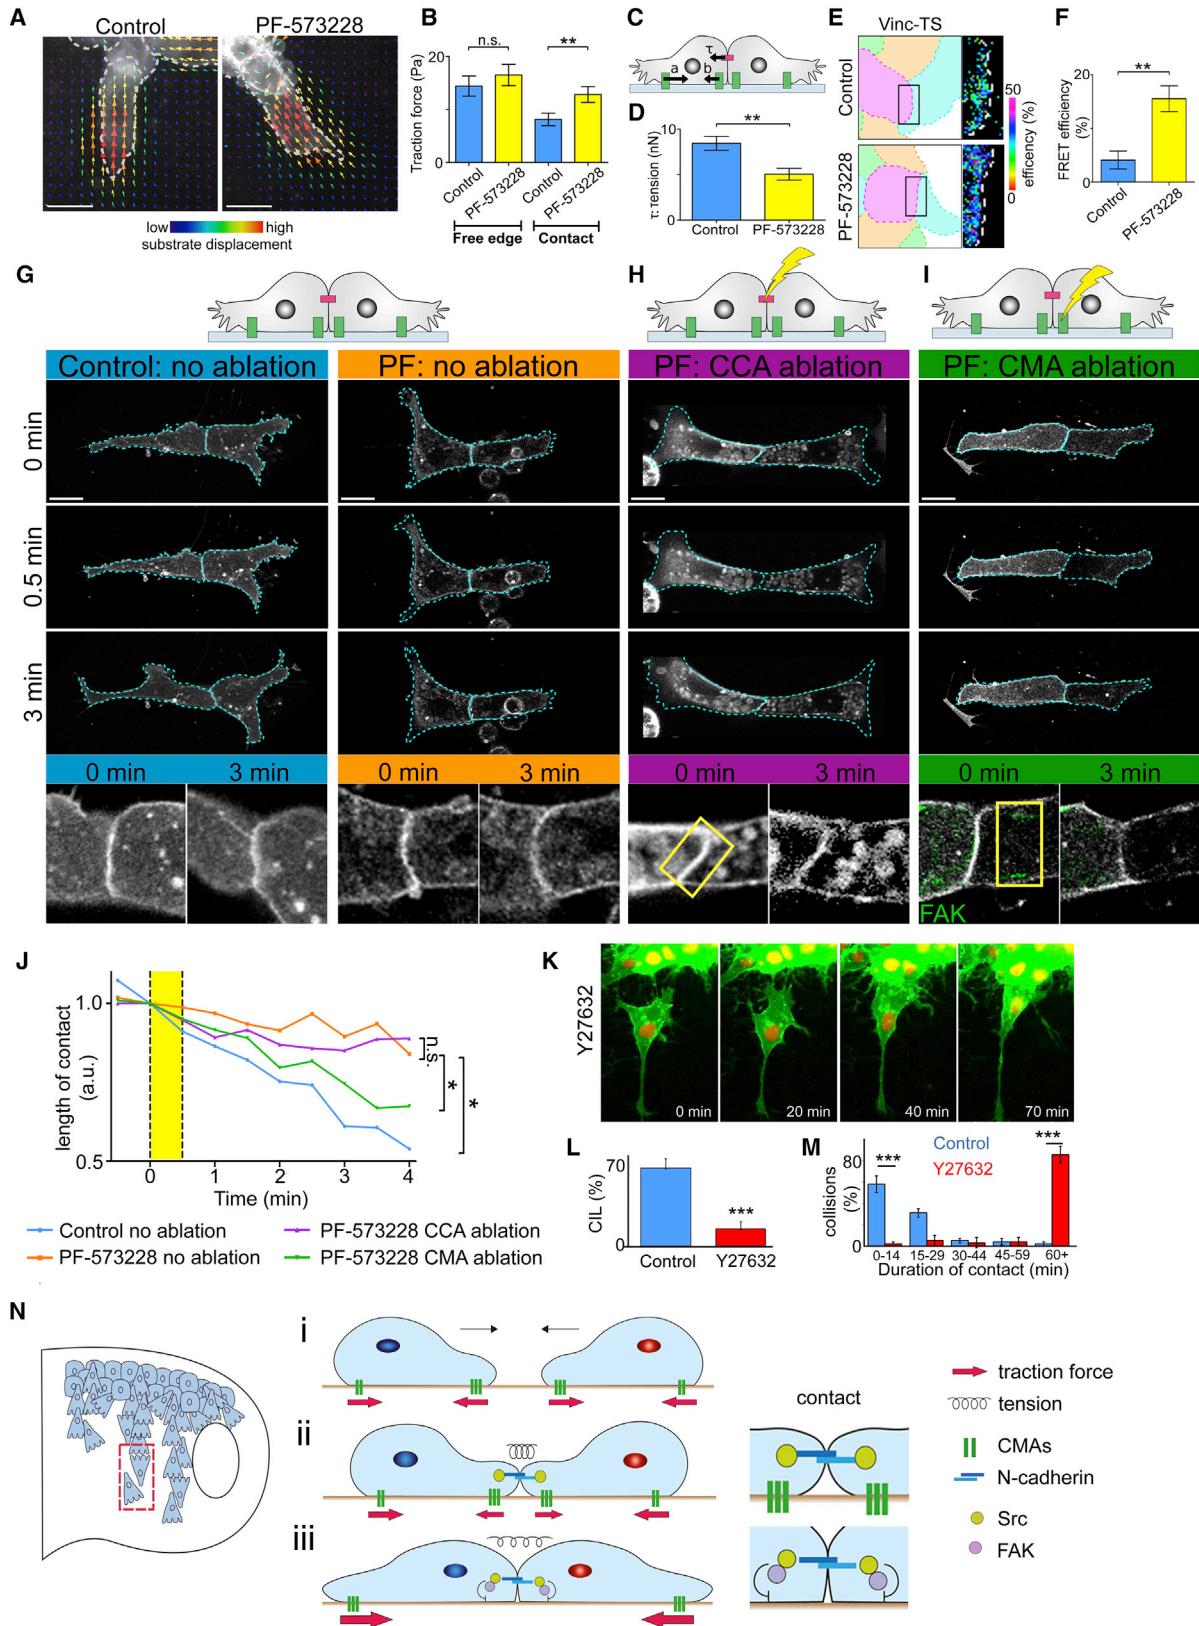 A
Control
PF-573228
low
high
substrate displacement
B
Traction force (Pa)
20
0
n.s.
**
Control
PF-573228
Control
PF-573228
Free edge
Contact
C
a
b
τ
D
τ: tension (nN)
10
0
**
Control
PF-573228
E
Vinc-TS
Control
PF-573228
50
0
efficency (%)
F
FRET efficiency
(%)
20
0
**
Control
PF-573228
G
H
I
Control: no ablation
PF: no ablation
PF: CCA ablation
PF: CMA ablation
0 min
0.5 min
3 min
0 min
3 min
0 min
3 min
0 min
3 min
0 min
3 min
FAK
J
length of contact
(a.u.)
1.0
0.5
0
1
2
3
4
Time (min)
n.s.
*
*
Control no ablation
PF-573228 no ablation
PF-573228 CCA ablation
PF-573228 CMA ablation
K
Y27632
0 min
20 min
40 min
70 min
L
CIL (%)
70
0
***
Control
Y27632
M
Control
Y27632
collisions
(%)
80
0
***
***
0-14
15-29
30-44
45-59
60+
Duration of contact (min)
N
i
ii
iii
contact
traction force
tension
CMAs
N-cadherin
Src
FAK